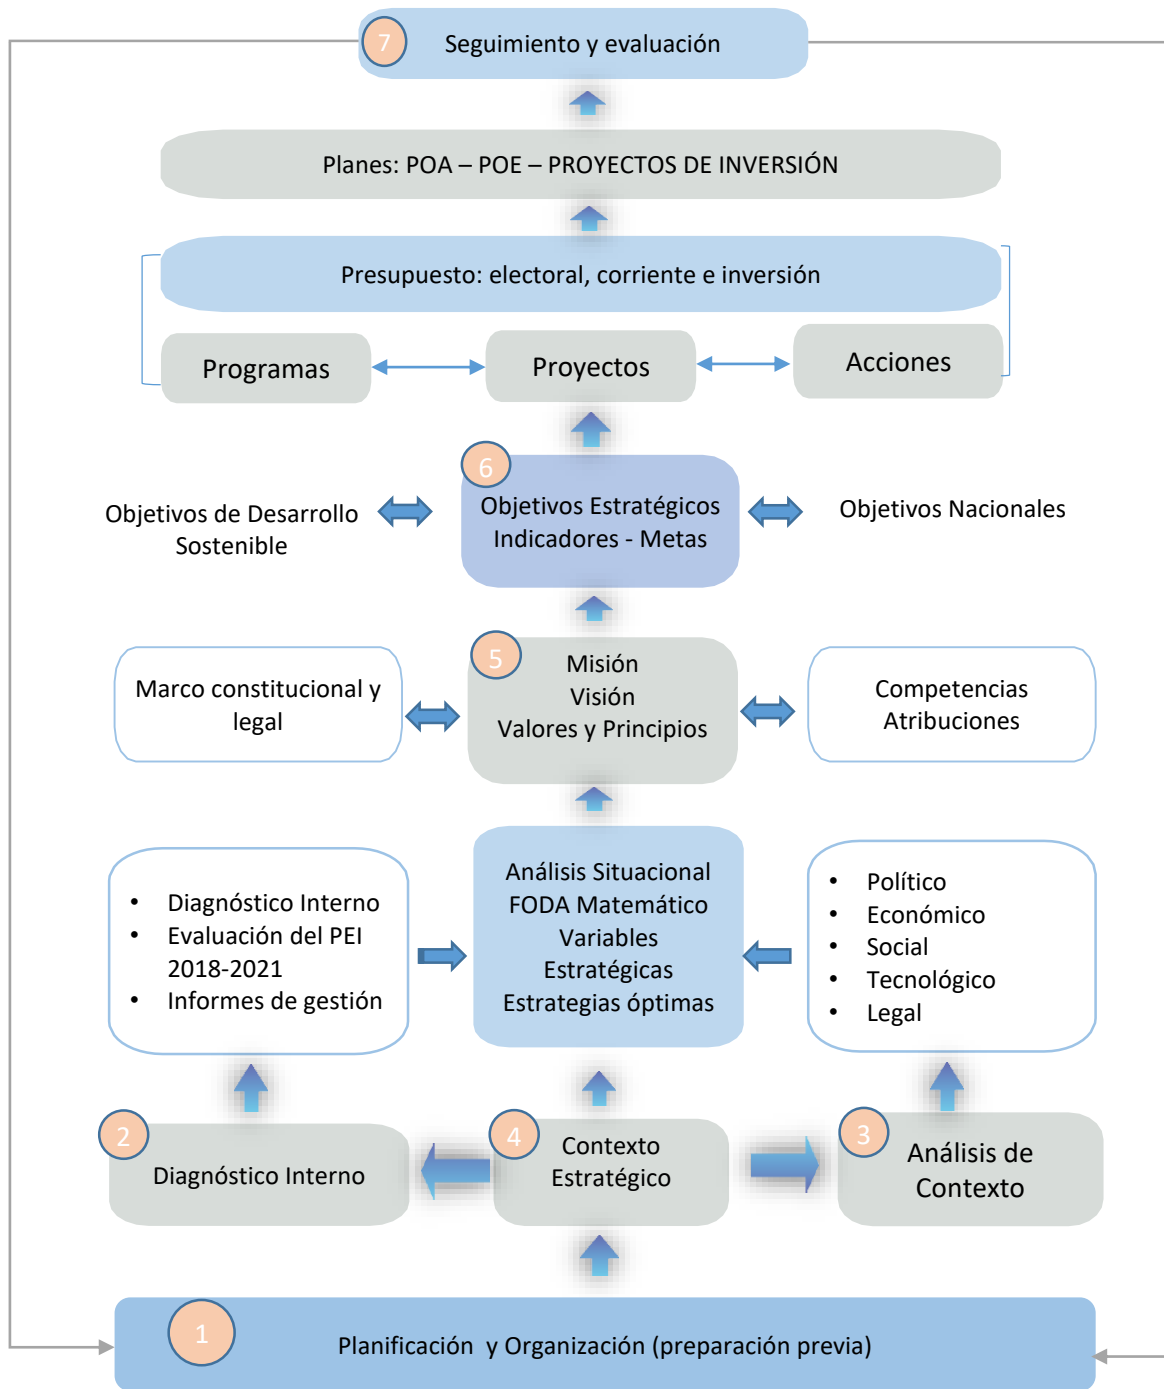 7
Seguimiento y evaluación
Planes: POA – POE – PROYECTOS DE INVERSIÓN
Presupuesto: electoral, corriente e inversión
Programas
Proyectos
Acciones
6
Objetivos de Desarrollo
Sostenible
Objetivos Estratégicos
Indicadores - Metas
Objetivos Nacionales
5
Marco constitucional y
legal
Misión
Visión
Valores y Principios
Competencias
Atribuciones
• Diagnóstico Interno
• Evaluación del PEI
2018-2021
• Informes de gestión
Análisis Situacional
FODA Matemático
Variables
Estratégicas
Estrategias óptimas
• Político
• Económico
• Social
• Tecnológico
• Legal
2
Diagnóstico Interno
4
Contexto
Estratégico
3
Análisis de
Contexto
1
Planificación y Organización (preparación previa)